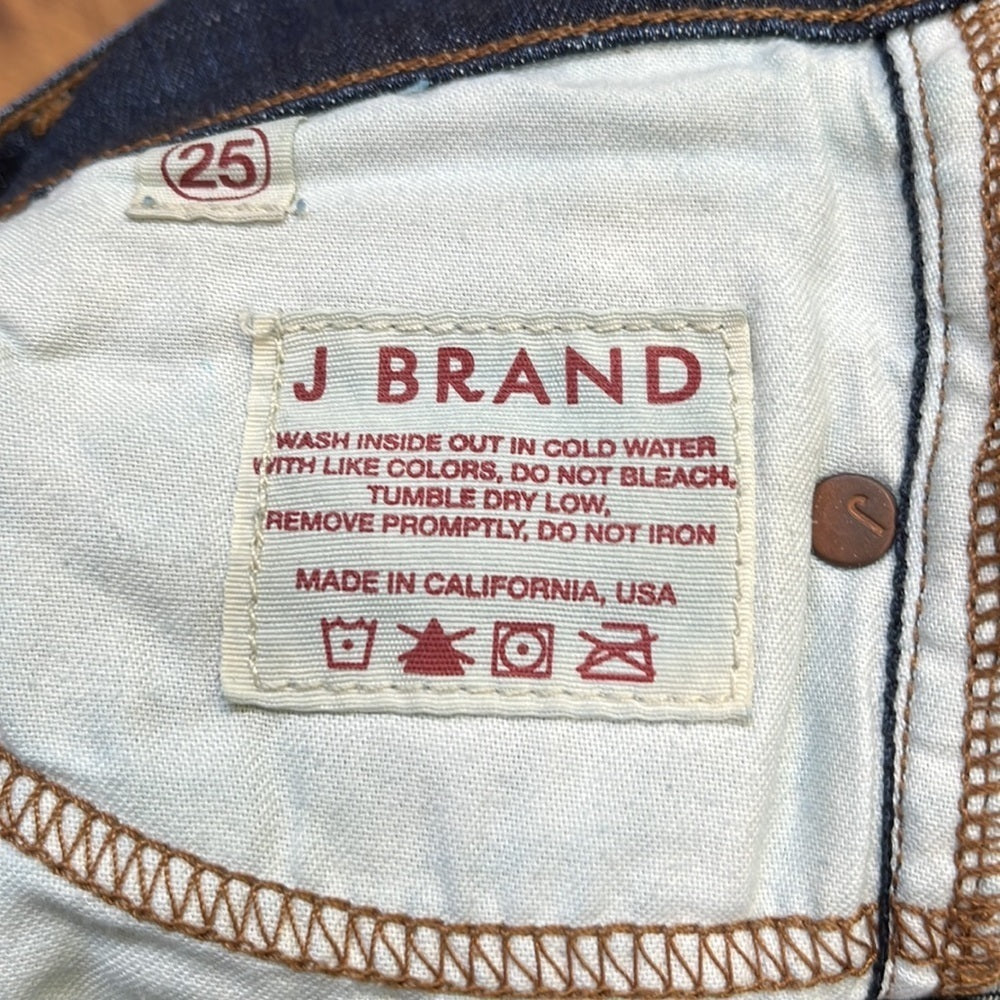 25
J BRAND
WASH INSIDE OUT IN COLD WATER
WITH LIKE COLORS, DO NOT BLEACH,
TUMBLE DRY LOW,
REMOVE PROMPTLY, DO NOT IRON
J
MADE IN CALIFORNIA, USA